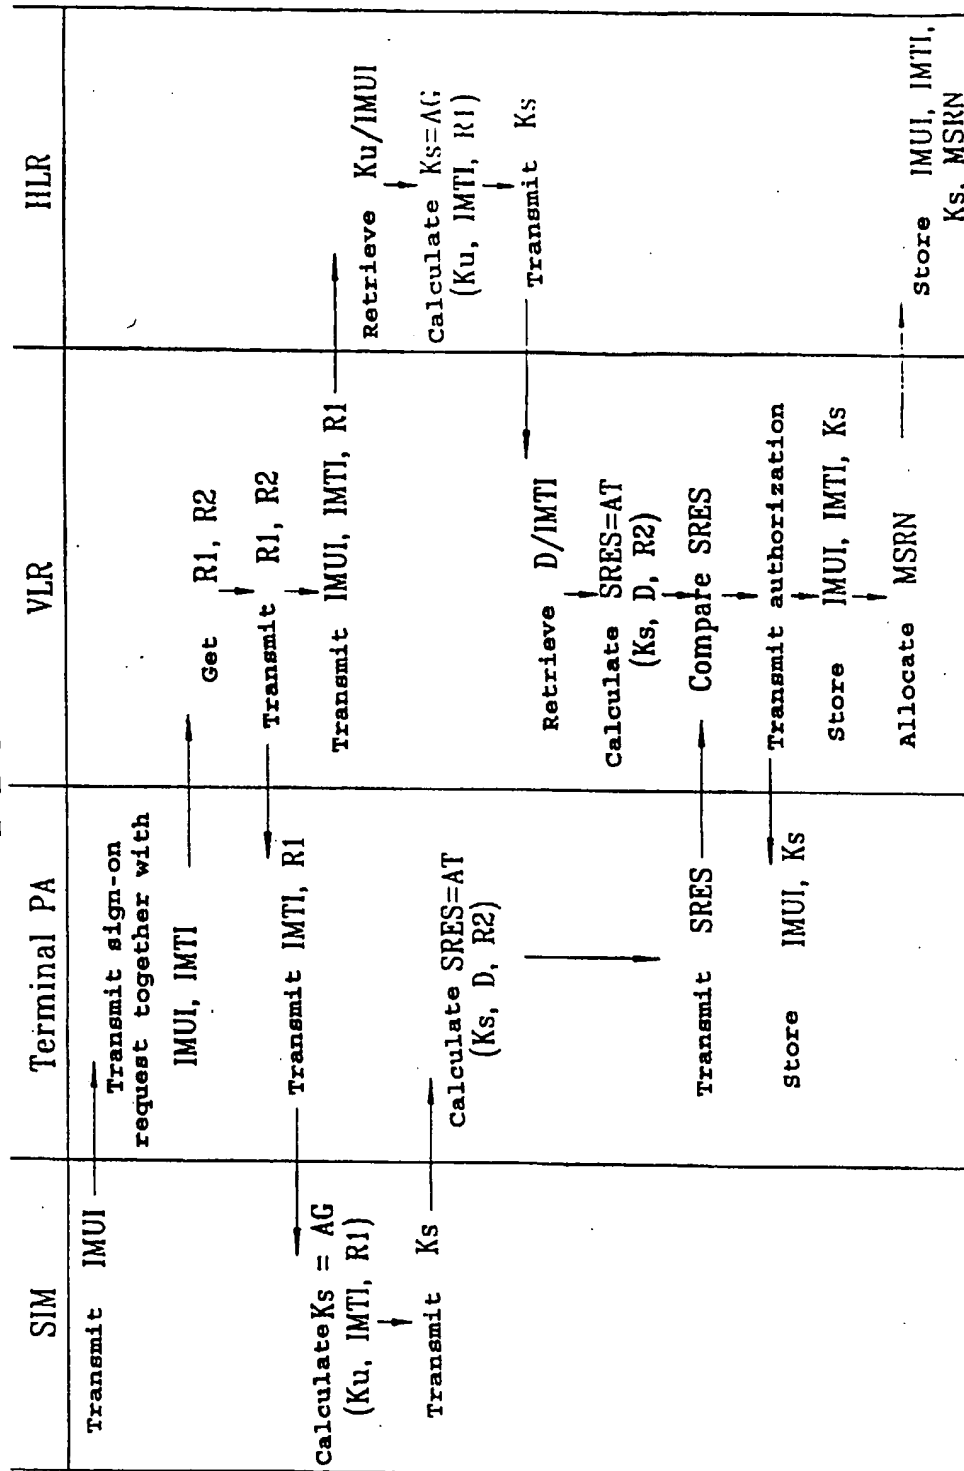 SIM
Terminal PA
VLR
HLR
Transmit IMUI
Transmit sign-on
request together with
IMUI, IMTI
Get R1, R2
Transmit R1, R2
Transmit IMUI, IMTI, R1
Retrieve Ku/IMUI
Calculate Ks=AG
(Ku, IMTI, R1)
Transmit Ks
Transmit IMTI, R1
Calculate Ks = AG
(Ku, IMTI, R1)
Transmit Ks
Calculate SRES=AT
(Ks, D, R2)
Retrieve D/IMTI
Calculate SRES=AT
(Ks, D, R2)
Transmit SRES
Compare SRES
Transmit authorization
Store IMUI, Ks
Store IMUI, IMTI, Ks
Allocate MSRN
Store IMUI, IMTI,
Ks, MSRN